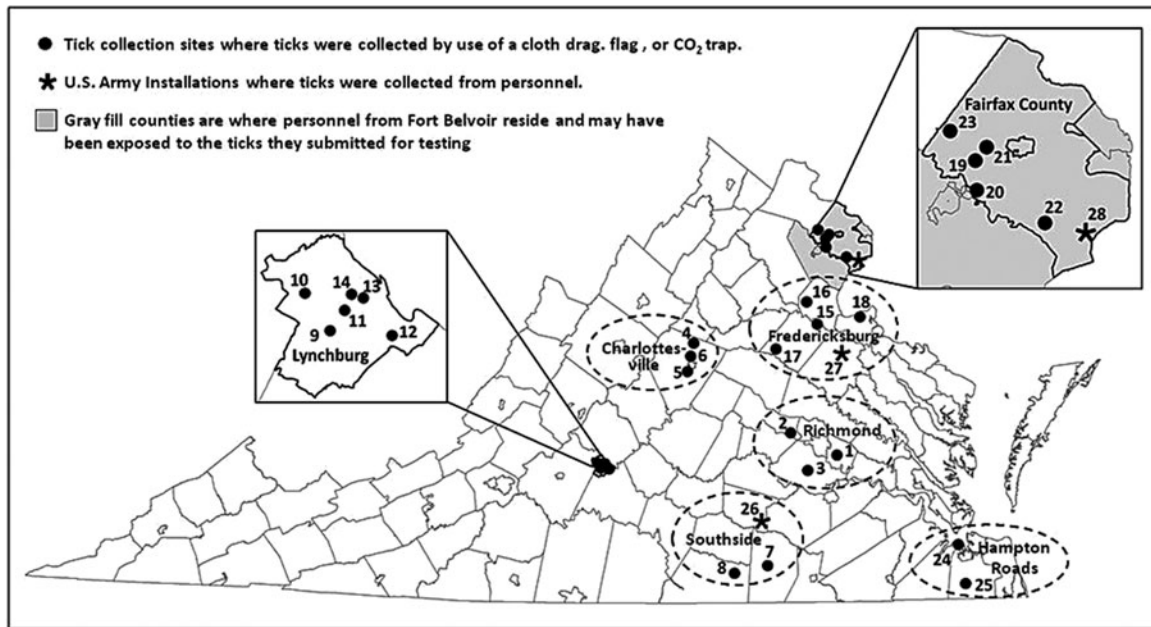 Tick collection sites where ticks were collected by use of a cloth drag. flag , or CO₂ trap.
U.S. Army Installations where ticks were collected from personnel.
Gray fill counties are where personnel from Fort Belvoir reside and may have
been exposed to the ticks they submitted for testing
Fairfax County
23
21
19
20
22
28
10
14
13
11
9
12
Lynchburg
16
18
15
Fredericksburg
17
27
4
Charlottes-
6
ville
5
2
Richmond
1
3
26
Southside
7
8
Hampton
24
Roads
25